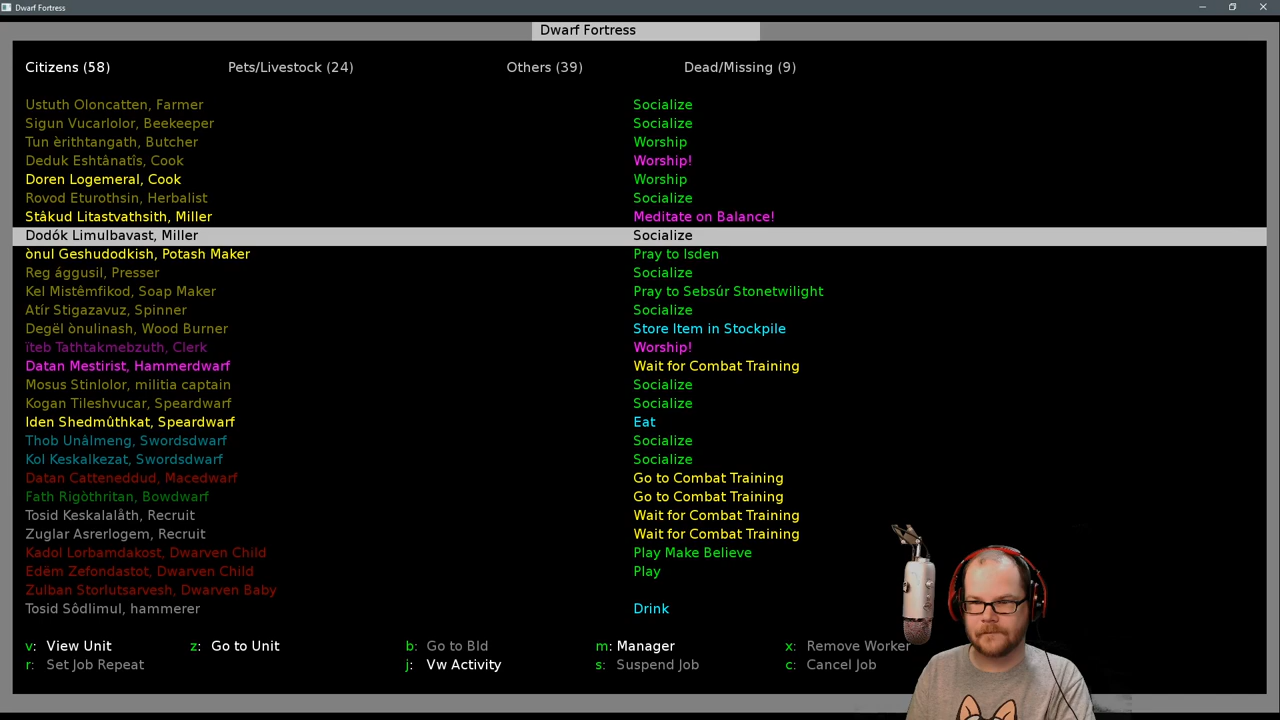 Dwarf Fortress
Dwarf Fortress
Citizens (58) Pets/Livestock (24) Others (39) Dead/Missing (9)
Ustuth Oloncatten, Farmer Socialize
Sigun Vucarlolor, Beekeeper Socialize
Tun èrithtangath, Butcher Worship
Deduk Eshtânatîs, Cook Worship!
Doren Logemeral, Cook Worship
Rovod Eturothsin, Herbalist Socialize
Stâkud Litastvathsith, Miller Meditate on Balance!
Dodók Limulbavast, Miller Socialize
ònul Geshudodkish, Potash Maker Pray to Isden
Reg ággusil, Presser Socialize
Kel Mistêmfikod, Soap Maker Pray to Sebsúr Stonetwilight
Atír Stigazavuz, Spinner Socialize
Degël ònulinash, Wood Burner Store Item in Stockpile
ïteb Tathtakmebzuth, Clerk Worship!
Datan Mestirist, Hammerdwarf Wait for Combat Training
Mosus Stinlolor, militia captain Socialize
Kogan Tileshvucar, Speardwarf Socialize
Iden Shedmûthkat, Speardwarf Eat
Thob Unâlmeng, Swordsdwarf Socialize
Kol Keskalkezat, Swordsdwarf Socialize
Datan Catteneddud, Macedwarf Go to Combat Training
Fath Rigòthritan, Bowdwarf Go to Combat Training
Tosid Keskalalåth, Recruit Wait for Combat Training
Zuglar Asrerlogem, Recruit Wait for Combat Training
Kadol Lorbamdakost, Dwarven Child Play Make Believe
Edëm Zefondastot, Dwarven Child Play
Zulban Storlutsarvesh, Dwarven Baby
Tosid Sôdlimul, hammerer Drink
v: View Unit z: Go to Unit b: Go to Bld m: Manager x: Remove Worker
r: Set Job Repeat j: Vw Activity s: Suspend Job c: Cancel Job